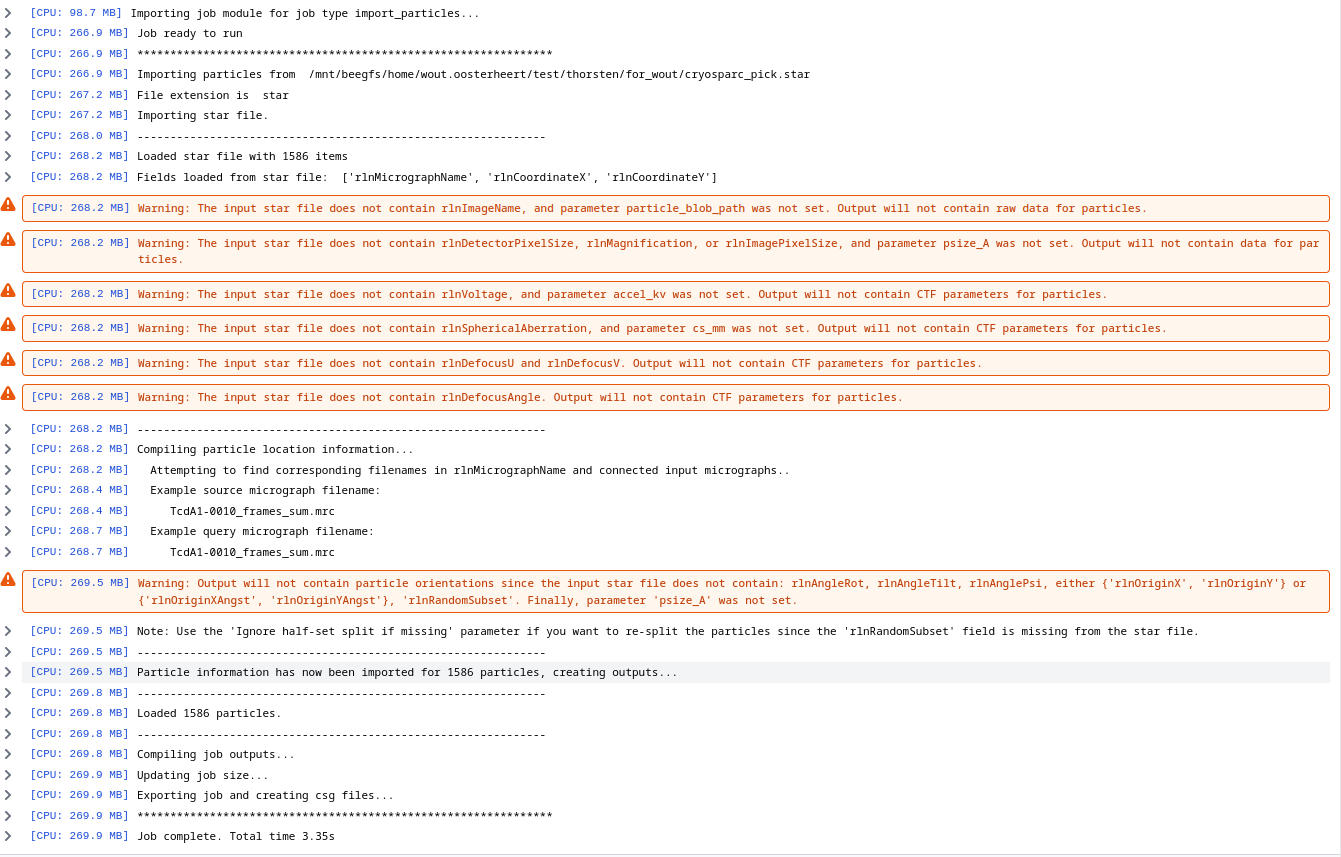 [CPU: 98.7 MB] Importing job module for job type import_particles...
[CPU: 266.9 MB] Job ready to run
[CPU: 266.9 MB] ***************************************************************
[CPU: 266.9 MB] Importing particles from  /mnt/beegfs/home/wout.oosterheert/test/thorsten/for_wout/cryosparc_pick.star
[CPU: 267.2 MB] File extension is  star
[CPU: 267.2 MB] Importing star file.
[CPU: 268.0 MB] --------------------------------------------------------------
[CPU: 268.2 MB] Loaded star file with 1586 items
[CPU: 268.2 MB] Fields loaded from star file:  ['rlnMicrographName', 'rlnCoordinateX', 'rlnCoordinateY']
[CPU: 268.2 MB] Warning: The input star file does not contain rlnImageName, and parameter particle_blob_path was not set. Output will not contain raw data for particles.
[CPU: 268.2 MB] Warning: The input star file does not contain rlnDetectorPixelSize, rlnMagnification, or rlnImagePixelSize, and parameter psize_A was not set. Output will not contain data for par
ticles.
[CPU: 268.2 MB] Warning: The input star file does not contain rlnVoltage, and parameter accel_kv was not set. Output will not contain CTF parameters for particles.
[CPU: 268.2 MB] Warning: The input star file does not contain rlnSphericalAberration, and parameter cs_mm was not set. Output will not contain CTF parameters for particles.
[CPU: 268.2 MB] Warning: The input star file does not contain rlnDefocusU and rlnDefocusV. Output will not contain CTF parameters for particles.
[CPU: 268.2 MB] Warning: The input star file does not contain rlnDefocusAngle. Output will not contain CTF parameters for particles.
[CPU: 268.2 MB] --------------------------------------------------------------
[CPU: 268.2 MB] Compiling particle location information...
[CPU: 268.2 MB]   Attempting to find corresponding filenames in rlnMicrographName and connected input micrographs..
[CPU: 268.4 MB]   Example source micrograph filename:
[CPU: 268.4 MB]      TcdA1-0010_frames_sum.mrc
[CPU: 268.7 MB]   Example query micrograph filename:
[CPU: 268.7 MB]      TcdA1-0010_frames_sum.mrc
[CPU: 269.5 MB] Warning: Output will not contain particle orientations since the input star file does not contain: rlnAngleRot, rlnAngleTilt, rlnAnglePsi, either {'rlnOriginX', 'rlnOriginY'} or
{'rlnOriginXAngst', 'rlnOriginYAngst'}, 'rlnRandomSubset'. Finally, parameter 'psize_A' was not set.
[CPU: 269.5 MB] Note: Use the 'Ignore half-set split if missing' parameter if you want to re-split the particles since the 'rlnRandomSubset' field is missing from the star file.
[CPU: 269.5 MB] --------------------------------------------------------------
[CPU: 269.5 MB] Particle information has now been imported for 1586 particles, creating outputs...
[CPU: 269.8 MB] --------------------------------------------------------------
[CPU: 269.8 MB] Loaded 1586 particles.
[CPU: 269.8 MB] --------------------------------------------------------------
[CPU: 269.8 MB] Compiling job outputs...
[CPU: 269.9 MB] Updating job size...
[CPU: 269.9 MB] Exporting job and creating csg files...
[CPU: 269.9 MB] ***************************************************************
[CPU: 269.9 MB] Job complete. Total time 3.35s